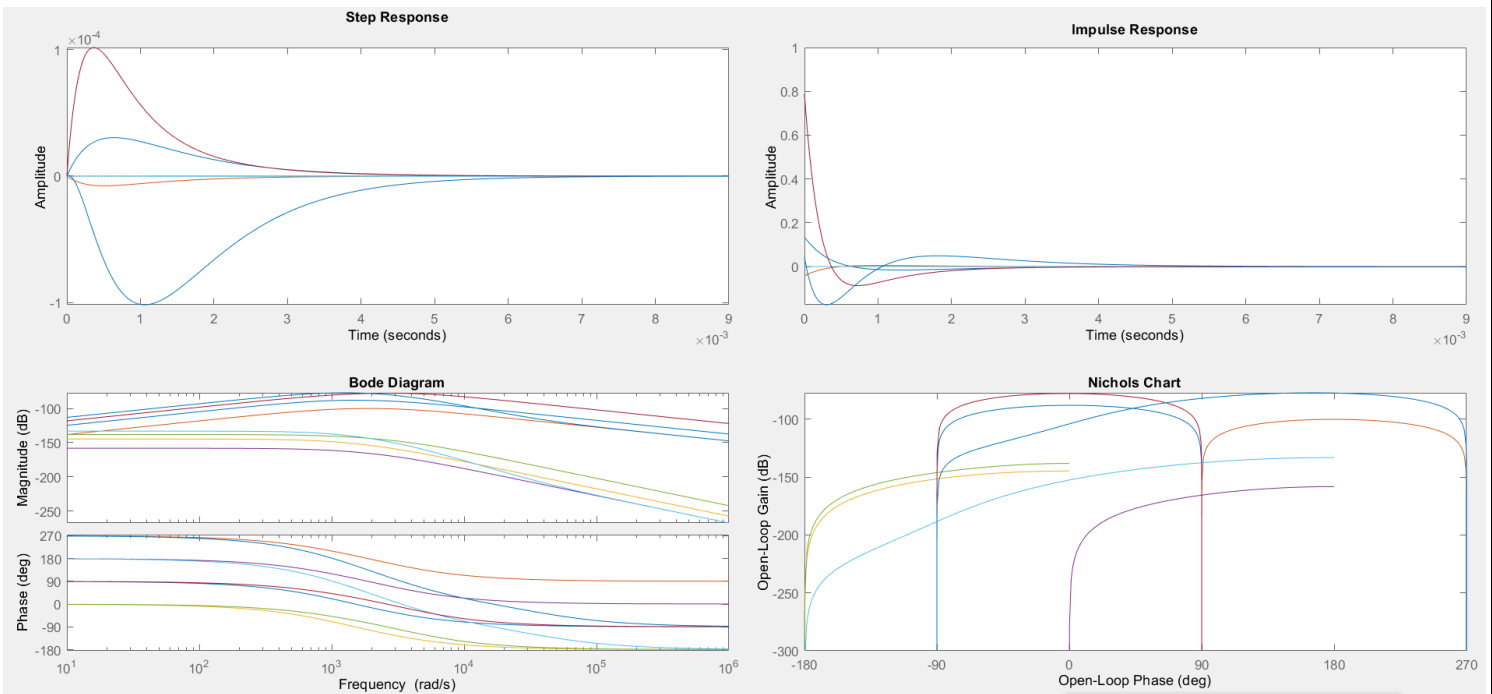 Step Response
×10-4
1
0
-1
Amplitude
0 1 2 3 4 5 6 7 8 9
Time (seconds)
×10-3
Impulse Response
1
0.8
0.6
0.4
0.2
0
Amplitude
0 1 2 3 4 5 6 7 8 9
Time (seconds)
×10-3
Bode Diagram
-100
-150
-200
-250
Magnitude (dB)
270
180
90
0
-90
-180
Phase (deg)
101 102 103 104 105 106
Frequency (rad/s)
Nichols Chart
-100
-150
-200
-250
-300
Open-Loop Gain (dB)
-180 -90 0 90 180 270
Open-Loop Phase (deg)